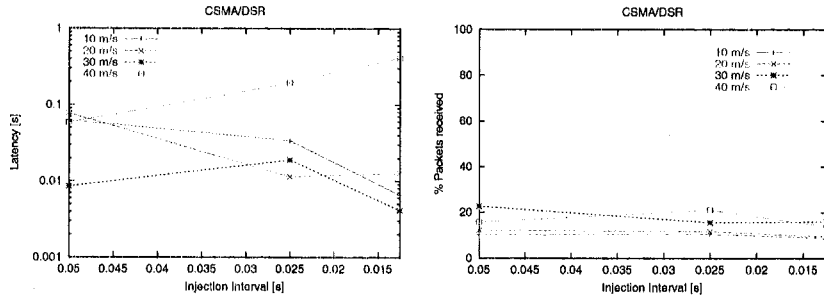 CSMA/DSR
Latency [s]
1
0.1
0.01
0.001
10 m/s
20 m/s
30 m/s
40 m/s
0.05 0.045 0.04 0.035 0.03 0.025 0.02 0.015
Injection Interval [s]
CSMA/DSR
% Packets received
100
80
60
40
20
0
10 m/s
20 m/s
30 m/s
40 m/s
0.05 0.045 0.04 0.035 0.03 0.025 0.02 0.015
Injection Interval [s]